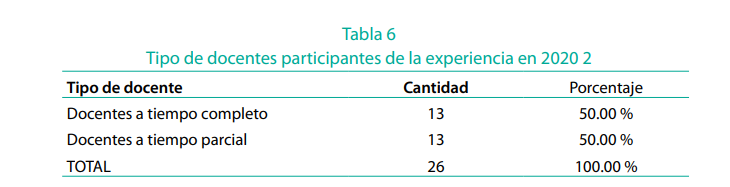 Tabla 6
Tipo de docentes participantes de la experiencia en 2020 2
Tipo de docente Cantidad Porcentaje
Docentes a tiempo completo 13 50.00 %
Docentes a tiempo parcial 13 50.00 %
TOTAL 26 100.00 %